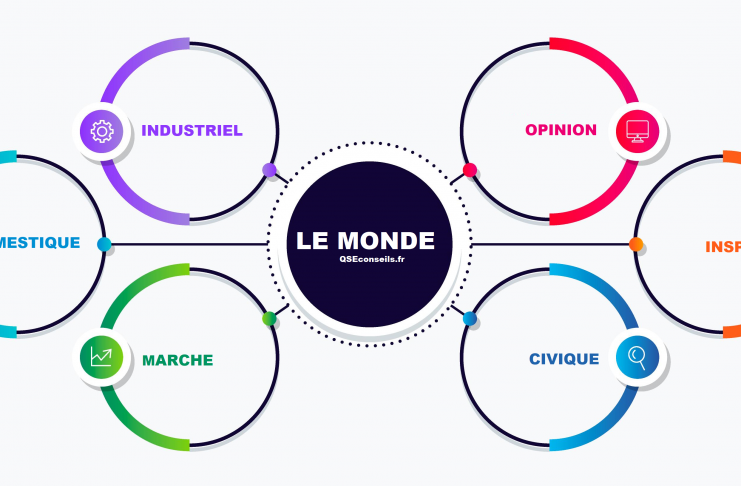 INDUSTRIEL
OPINION
MESTIQUE
LE MONDE
QSEconseils.fr
INSP
MARCHE
CIVIQUE